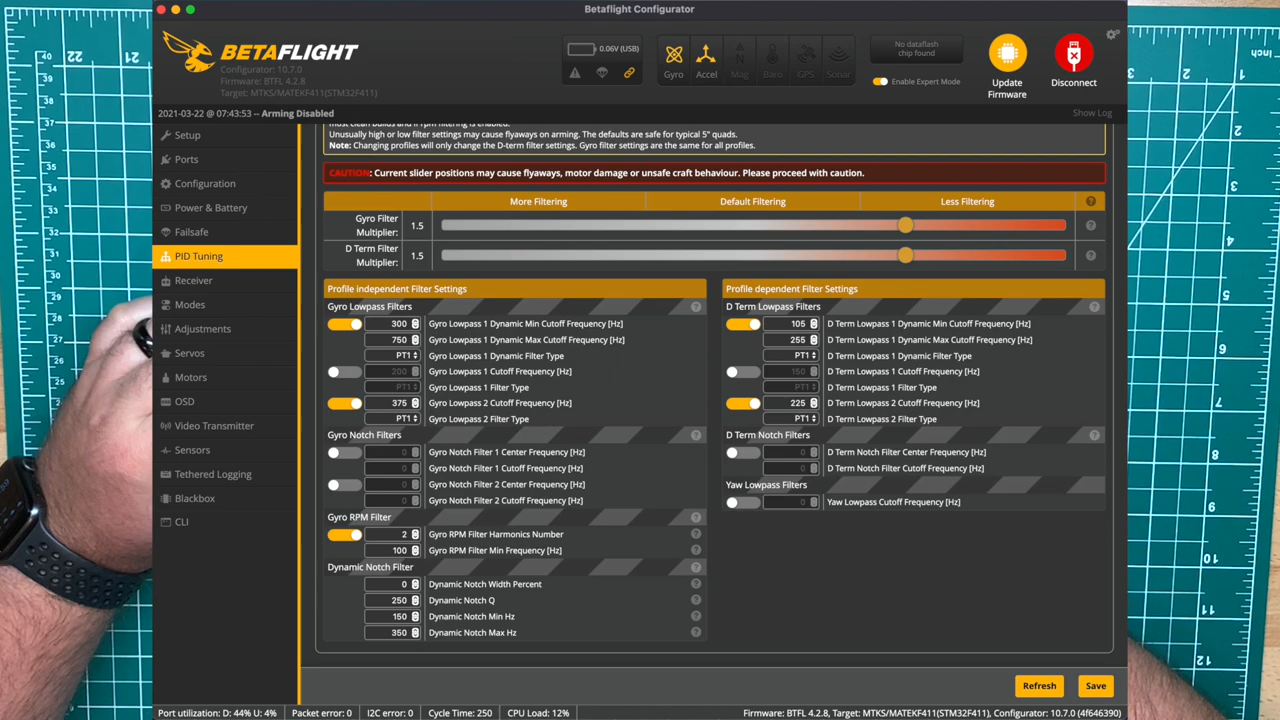 Betaflight Configurator
BETAFLIGHT
Configurator: 10.7.0
Firmware: BTFL 4.2.8
Target: MTKS/MATEKF411(STM32F411)
0.06V (USB)
Gyro
Accel
Mag
Baro
GPS
Sonar
No dataflash
chip found
Enable Expert Mode
Update
Firmware
Disconnect
2021-03-22 @ 07:43:53 -- Arming Disabled
Show Log
Setup
Ports
Configuration
Power & Battery
Failsafe
PID Tuning
Receiver
Modes
Adjustments
Servos
Motors
OSD
Video Transmitter
Sensors
Tethered Logging
Blackbox
CLI
Unusually high or low filter settings may cause flyaways on arming. The defaults are safe for typical 5" quads.
Note: Changing profiles will only change the D-term filter settings. Gyro filter settings are the same for all profiles.
CAUTION: Current slider positions may cause flyaways, motor damage or unsafe craft behaviour. Please proceed with caution.
More Filtering Default Filtering Less Filtering ?
Gyro Filter
Multiplier: 1.5 ?
D Term Filter
Multiplier: 1.5 ?
Profile independent Filter Settings
Gyro Lowpass Filters ?
300 Gyro Lowpass 1 Dynamic Min Cutoff Frequency [Hz]
750 Gyro Lowpass 1 Dynamic Max Cutoff Frequency [Hz]
PT1 Gyro Lowpass 1 Dynamic Filter Type
200 Gyro Lowpass 1 Cutoff Frequency [Hz]
PT1 Gyro Lowpass 1 Filter Type
375 Gyro Lowpass 2 Cutoff Frequency [Hz]
PT1 Gyro Lowpass 2 Filter Type
Gyro Notch Filters ?
0 Gyro Notch Filter 1 Center Frequency [Hz]
0 Gyro Notch Filter 1 Cutoff Frequency [Hz]
0 Gyro Notch Filter 2 Center Frequency [Hz]
0 Gyro Notch Filter 2 Cutoff Frequency [Hz]
Gyro RPM Filter ?
2 Gyro RPM Filter Harmonics Number ?
100 Gyro RPM Filter Min Frequency [Hz] ?
Dynamic Notch Filter ?
0 Dynamic Notch Width Percent ?
250 Dynamic Notch Q ?
150 Dynamic Notch Min Hz ?
350 Dynamic Notch Max Hz ?
Profile dependent Filter Settings
D Term Lowpass Filters ?
105 D Term Lowpass 1 Dynamic Min Cutoff Frequency [Hz]
255 D Term Lowpass 1 Dynamic Max Cutoff Frequency [Hz]
PT1 D Term Lowpass 1 Dynamic Filter Type
150 D Term Lowpass 1 Cutoff Frequency [Hz]
PT1 D Term Lowpass 1 Filter Type
225 D Term Lowpass 2 Cutoff Frequency [Hz]
PT1 D Term Lowpass 2 Filter Type
D Term Notch Filters ?
0 D Term Notch Filter Center Frequency [Hz]
0 D Term Notch Filter Cutoff Frequency [Hz]
Yaw Lowpass Filters ?
0 Yaw Lowpass Cutoff Frequency [Hz]
Refresh
Save
Port utilization: D: 44% U: 4%
Packet error: 0
I2C error: 0
Cycle Time: 250
CPU Load: 12%
Firmware: BTFL 4.2.8, Target: MTKS/MATEKF411(STM32F411), Configurator: 10.7.0 (4f646390)